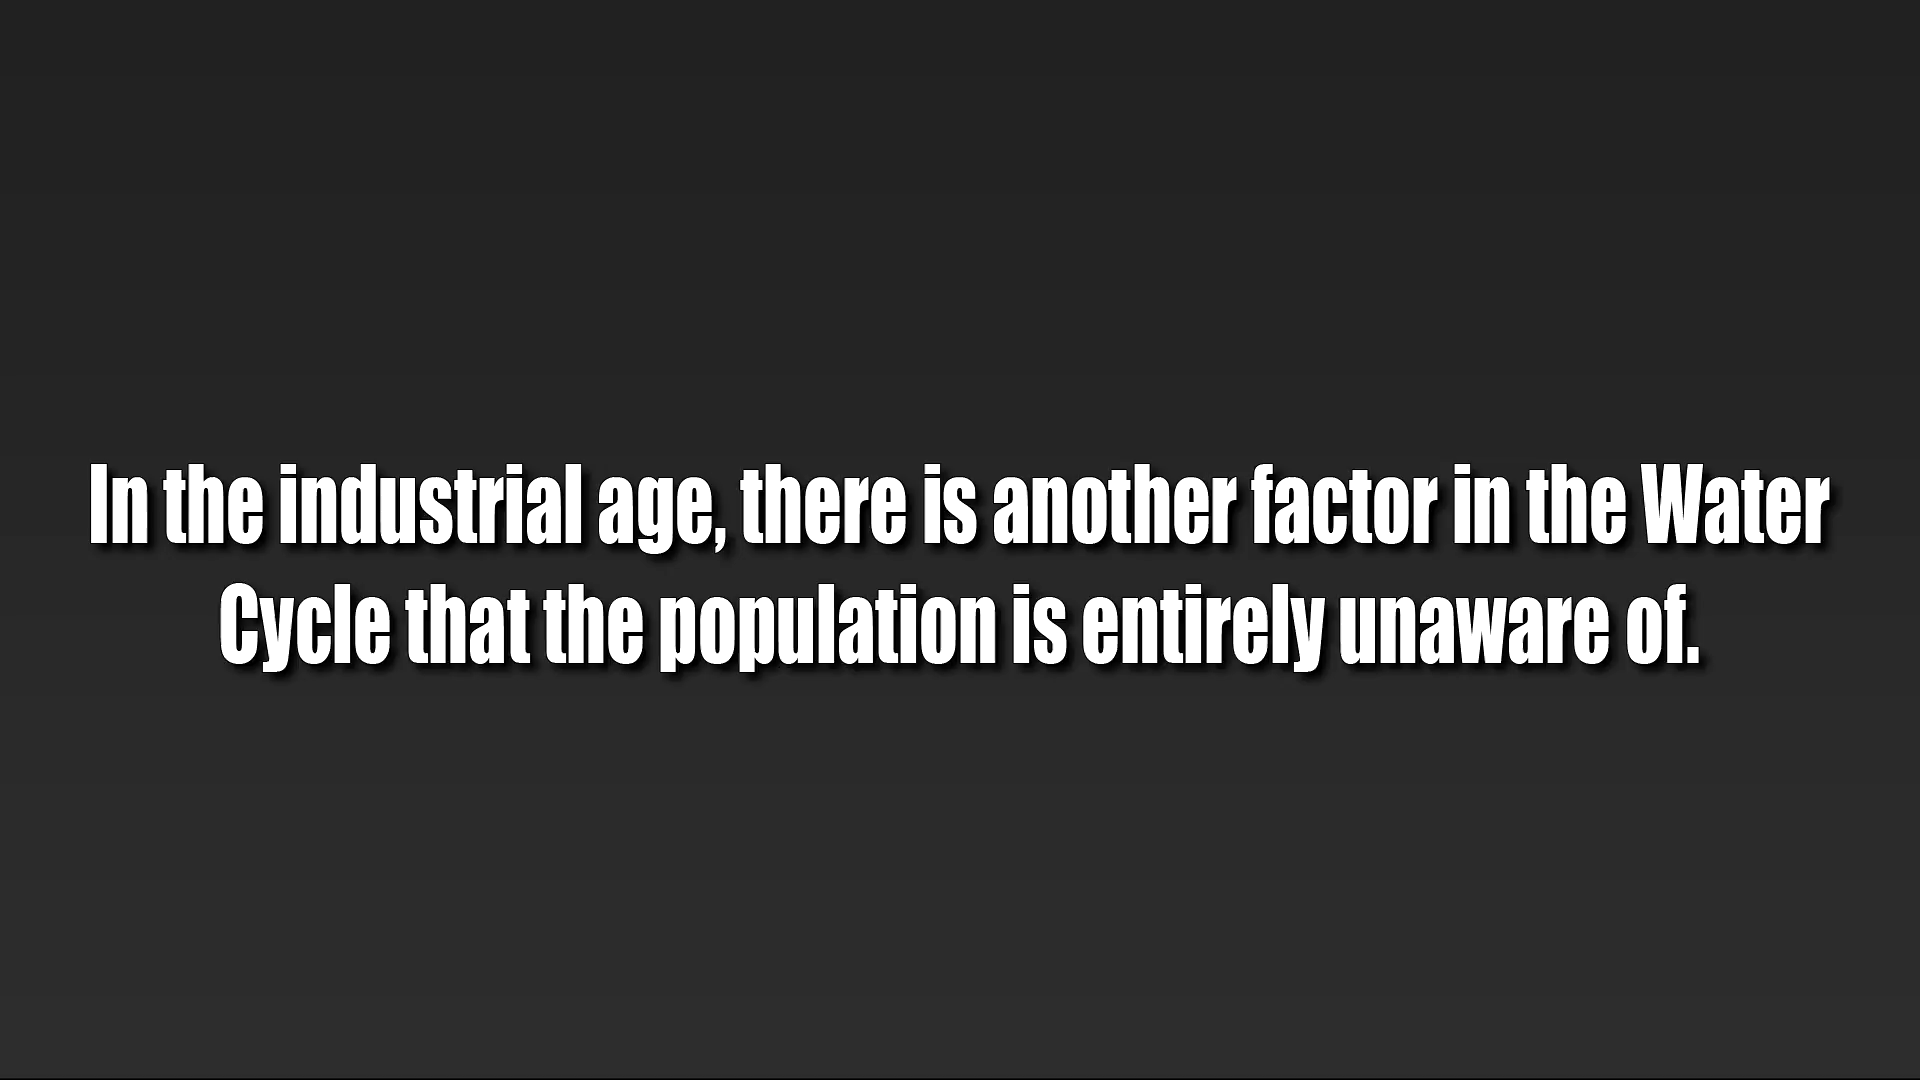 In the industrial age, there is another factor in the Water
Cycle that the population is entirely unaware of.